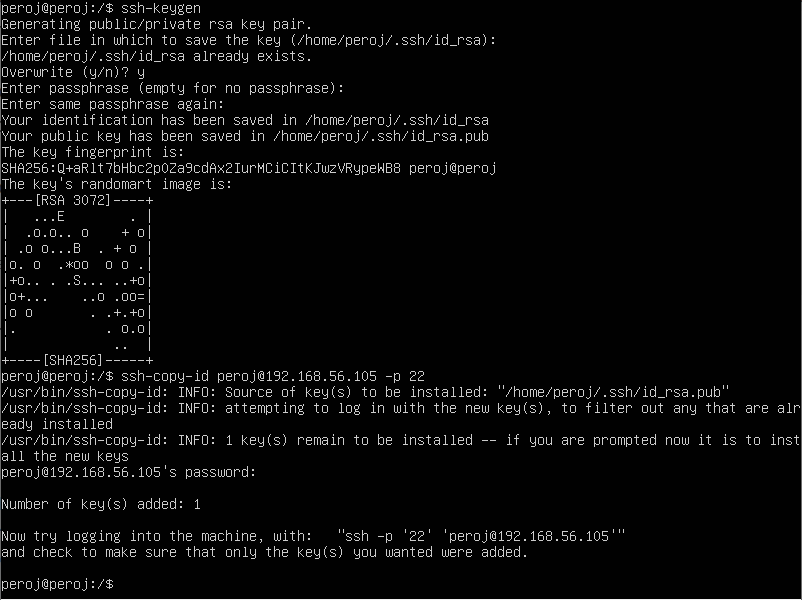 peroj@peroj:/$ ssh-keygen
Generating public/private rsa key pair.
Enter file in which to save the key (/home/peroj/.ssh/id_rsa):
/home/peroj/.ssh/id_rsa already exists.
Overwrite (y/n)? y
Enter passphrase (empty for no passphrase):
Enter same passphrase again:
Your identification has been saved in /home/peroj/.ssh/id_rsa
Your public key has been saved in /home/peroj/.ssh/id_rsa.pub
The key fingerprint is:
SHA256:Q+aRlt7bHbc2pOZa9cdAx2IurMCiCItKJwzVRypeWB8 peroj@peroj
The key's randomart image is:
+---[RSA 3072]----+
|   ...E        . |
|  .o.o.. o    + o|
| .o o...B  . + o |
|o. o  .*oo  o o .|
|+o.. . .S... ..+o|
|o+...    ..o .oo=|
|o o       . .+.+o|
|.           . o.o|
|             ..  |
+----[SHA256]-----+
peroj@peroj:/$ ssh-copy-id peroj@192.168.56.105 -p 22
/usr/bin/ssh-copy-id: INFO: Source of key(s) to be installed: "/home/peroj/.ssh/id_rsa.pub"
/usr/bin/ssh-copy-id: INFO: attempting to log in with the new key(s), to filter out any that are alr
eady installed
/usr/bin/ssh-copy-id: INFO: 1 key(s) remain to be installed -- if you are prompted now it is to inst
all the new keys
peroj@192.168.56.105's password:
Number of key(s) added: 1
Now try logging into the machine, with:   "ssh -p '22' 'peroj@192.168.56.105'"
and check to make sure that only the key(s) you wanted were added.
peroj@peroj:/$